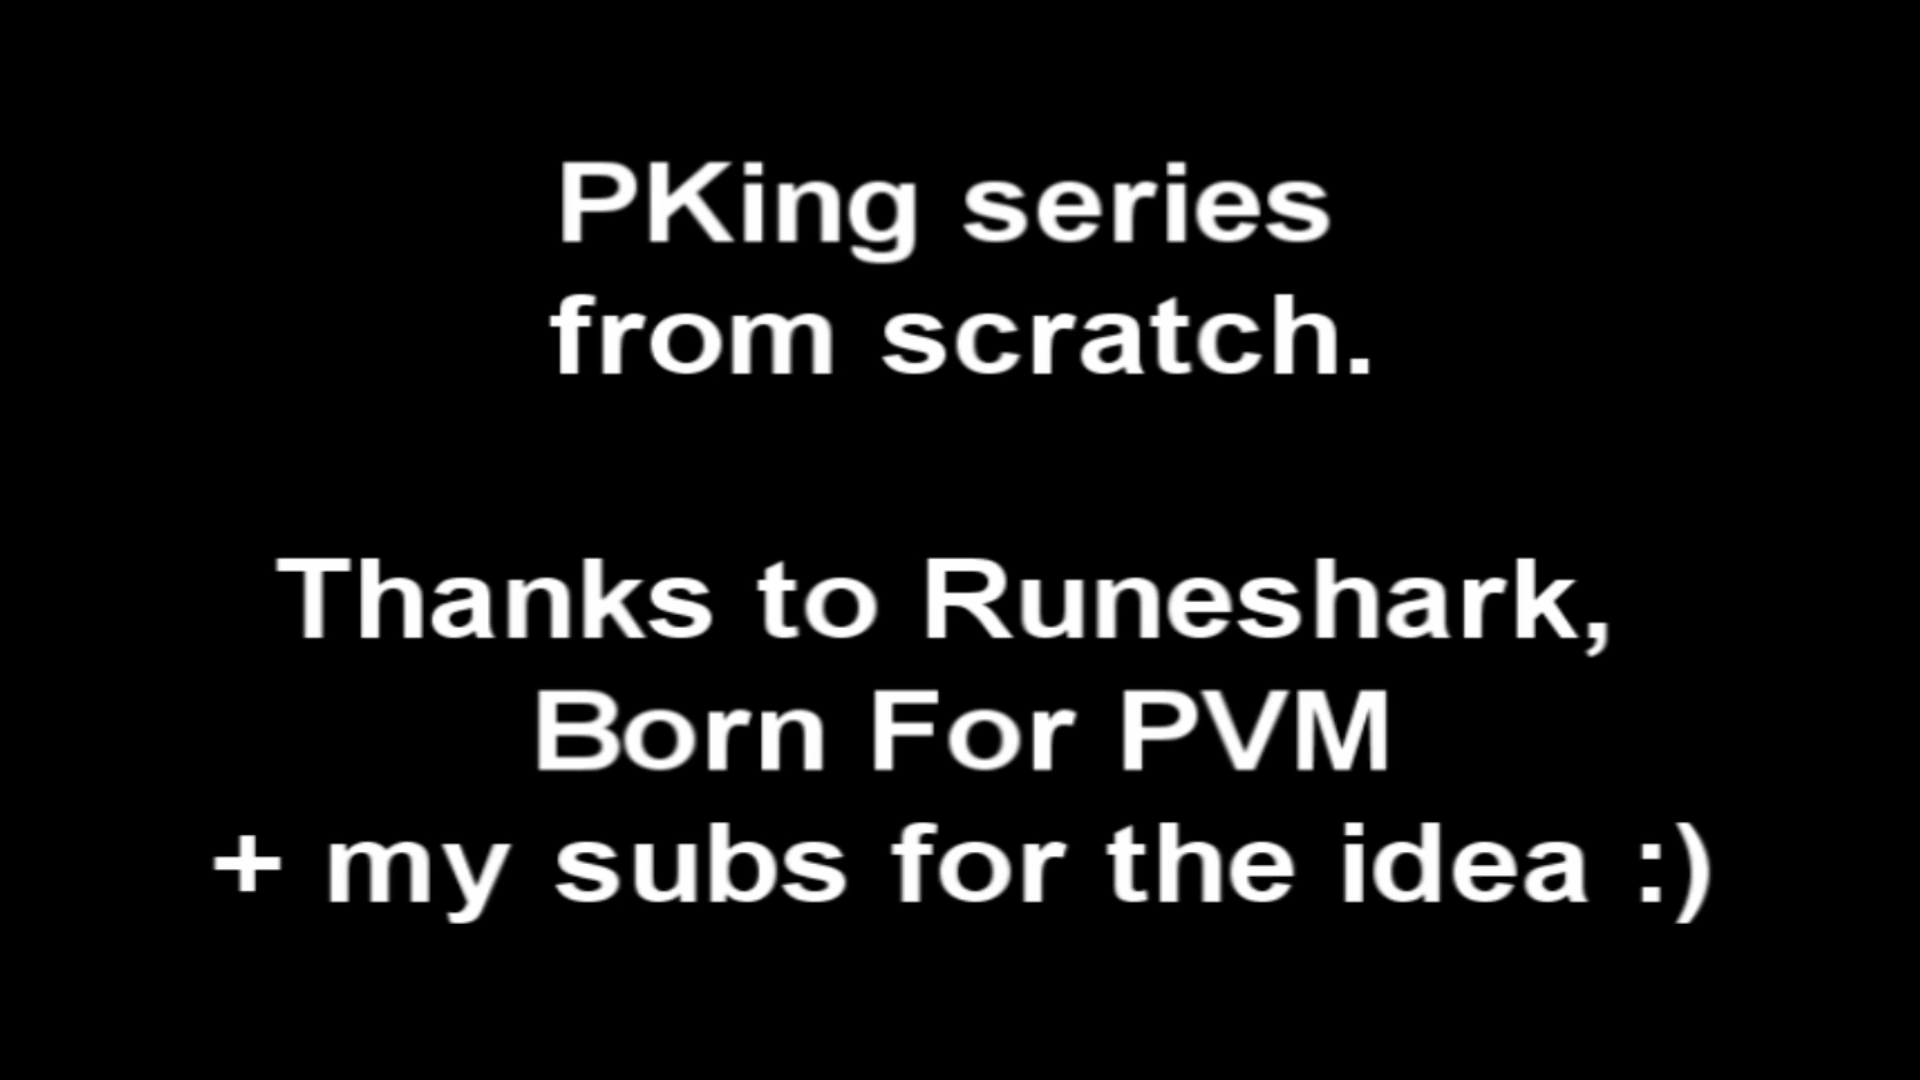 PKing series
from scratch.
Thanks to Runeshark,
Born For PVM
+ my subs for the idea :)